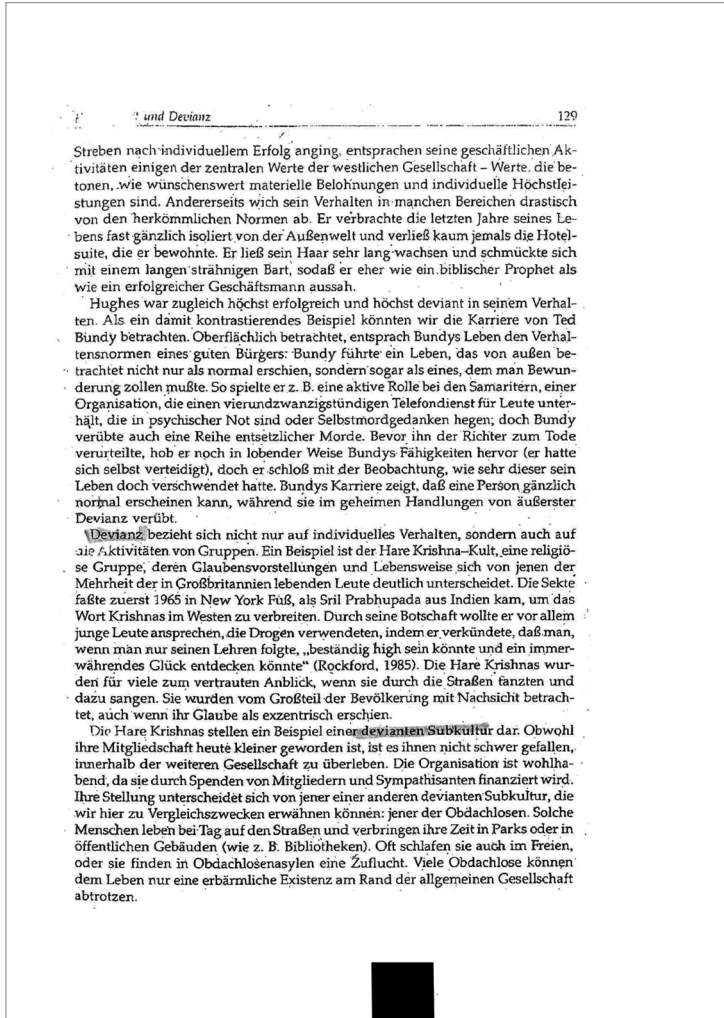 und Devianz 129
Streben nach individuellem Erfolg anging, entsprachen seine geschäftlichen Ak-
tivitäten einigen der zentralen Werte der westlichen Gesellschaft – Werte, die be-
tonen, wie wünschenswert materielle Belohnungen und individuelle Höchstlei-
stungen sind. Andererseits wich sein Verhalten in manchen Bereichen drastisch
von den herkömmlichen Normen ab. Er verbrachte die letzten Jahre seines Le-
bens fast gänzlich isoliert von der Außenwelt und verließ kaum jemals die Hotel-
suite, die er bewohnte. Er ließ sein Haar sehr lang wachsen und schmückte sich
mit einem langen strähnigen Bart, sodaß er eher wie ein biblischer Prophet als
wie ein erfolgreicher Geschäftsmann aussah.
Hughes war zugleich höchst erfolgreich und höchst deviant in seinem Verhal-
ten. Als ein damit kontrastierendes Beispiel könnten wir die Karriere von Ted
Bundy betrachten. Oberflächlich betrachtet, entsprach Bundys Leben den Verhal-
tensnormen eines guten Bürgers: Bundy führte ein Leben, das von außen be-
trachtet nicht nur als normal erschien, sondern sogar als eines, dem man Bewun-
derung zollen mußte. So spielte er z. B. eine aktive Rolle bei den Samaritern, einer
Organisation, die einen vierundzwanzigstündigen Telefondienst für Leute unter-
hält, die in psychischer Not sind oder Selbstmordgedanken hegen; doch Bundy
verübte auch eine Reihe entsetzlicher Morde. Bevor ihn der Richter zum Tode
verurteilte, hob er noch in lobender Weise Bundys Fähigkeiten hervor (er hatte
sich selbst verteidigt), doch er schloß mit der Beobachtung, wie sehr dieser sein
Leben doch verschwendet hatte. Bundys Karriere zeigt, daß eine Person gänzlich
normal erscheinen kann, während sie im geheimen Handlungen von äußerster
Devianz verübt.
Devianz bezieht sich nicht nur auf individuelles Verhalten, sondern auch auf
die Aktivitäten von Gruppen. Ein Beispiel ist der Hare Krishna–Kult, eine religiö-
se Gruppe, deren Glaubensvorstellungen und Lebensweise sich von jenen der
Mehrheit der in Großbritannien lebenden Leute deutlich unterscheidet. Die Sekte
faßte zuerst 1965 in New York Fuß, als Sril Prabhupada aus Indien kam, um das
Wort Krishnas im Westen zu verbreiten. Durch seine Botschaft wollte er vor allem
junge Leute ansprechen, die Drogen verwendeten, indem er verkündete, daß man,
wenn man nur seinen Lehren folgte, „beständig high sein könnte und ein immer-
währendes Glück entdecken könnte“ (Rockford, 1985). Die Hare Krishnas wur-
den für viele zum vertrauten Anblick, wenn sie durch die Straßen tanzten und
dazu sangen. Sie wurden vom Großteil der Bevölkerung mit Nachsicht betrach-
tet, auch wenn ihr Glaube als exzentrisch erschien.
Die Hare Krishnas stellen ein Beispiel einer devianten Subkultur dar. Obwohl
ihre Mitgliedschaft heute kleiner geworden ist, ist es ihnen nicht schwer gefallen,
innerhalb der weiteren Gesellschaft zu überleben. Die Organisation ist wohlha-
bend, da sie durch Spenden von Mitgliedern und Sympathisanten finanziert wird.
Ihre Stellung unterscheidet sich von jener einer anderen devianten Subkultur, die
wir hier zu Vergleichszwecken erwähnen können: jener der Obdachlosen. Solche
Menschen leben bei Tag auf den Straßen und verbringen ihre Zeit in Parks oder in
öffentlichen Gebäuden (wie z. B. Bibliotheken). Oft schlafen sie auch im Freien,
oder sie finden in Obdachlosenasylen eine Zuflucht. Viele Obdachlose können
dem Leben nur eine erbärmliche Existenz am Rand der allgemeinen Gesellschaft
abtrotzen.